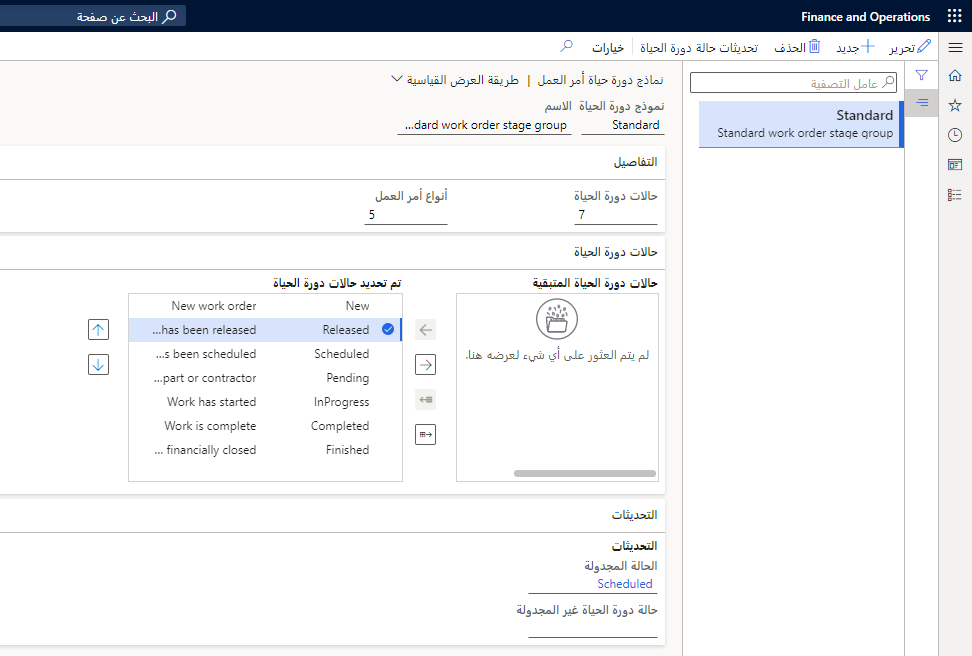 Finance and Operations
البحث عن صفحة
تحرير
جديد
الحذف
تحديثات حالة دورة الحياة
خيارات
عامل التصفية
Standard
Standard work order stage group
نماذج دورة حياة أمر العمل | طريقة العرض القياسية
نموذج دورة الحياة الاسم
Standard ...dard work order stage group
التفاصيل
حالات دورة الحياة أنواع أمر العمل
7 5
حالات دورة الحياة
حالات دورة الحياة المتبقية
لم يتم العثور على أي شيء لعرضه هنا.
تم تحديد حالات دورة الحياة
New New work order
Released ...has been released
Scheduled ...s been scheduled
Pending ...part or contractor
InProgress Work has started
Completed Work is complete
Finished ... financially closed
التحديثات
التحديثات
الحالة المجدولة
Scheduled
حالة دورة الحياة غير المجدولة